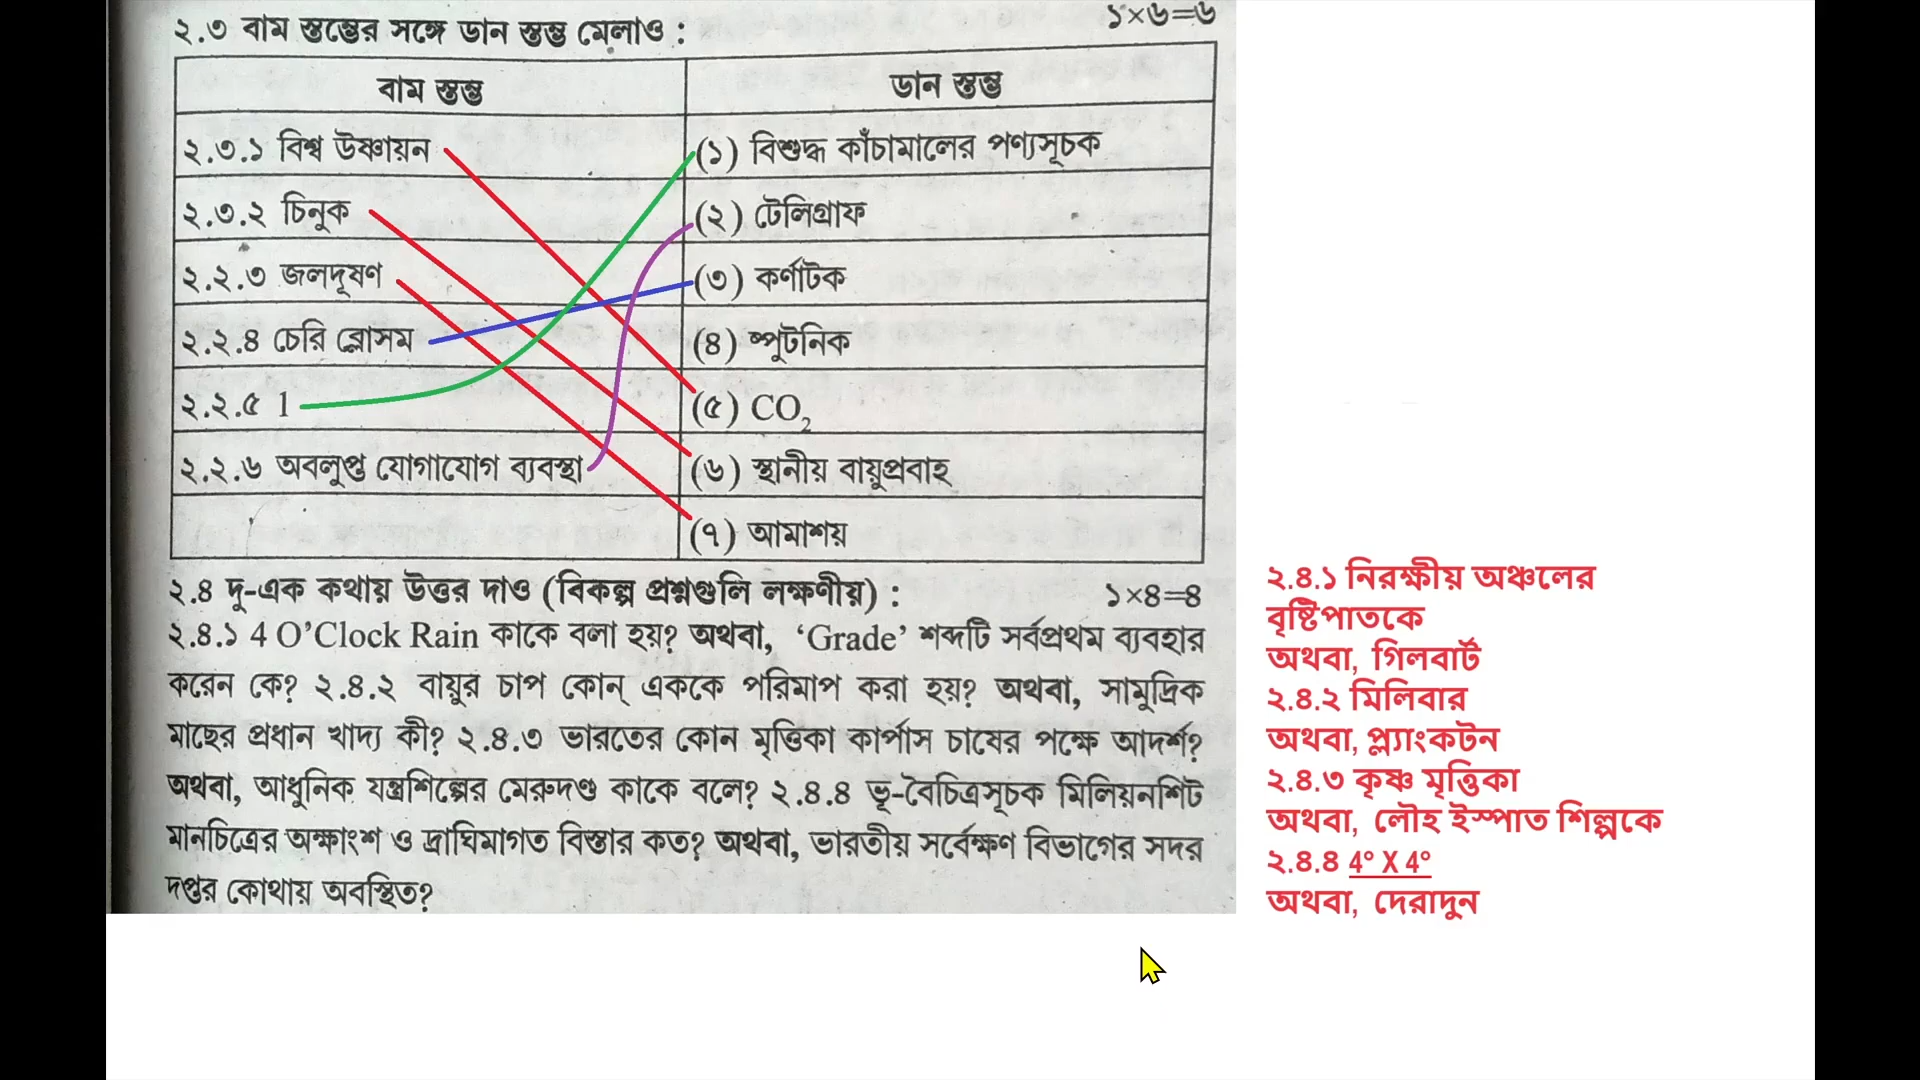 ২.৩ বাম স্তম্ভের সঙ্গে ডান স্তম্ভ মেলাও : ১×৬=৬
বাম স্তম্ভ ডান স্তম্ভ
২.৩.১ বিশ্ব উষ্ণায়ন (১) বিশুদ্ধ কাঁচামালের পণ্যসূচক
২.৩.২ চিনুক (২) টেলিগ্রাফ
২.২.৩ জলদূষণ (৩) কর্ণাটক
২.২.৪ চেরি ব্লোসম (৪) স্পুটনিক
২.২.৫ 1 (৫) CO₂
২.২.৬ অবলুপ্ত যোগাযোগ ব্যবস্থা (৬) স্থানীয় বায়ুপ্রবাহ
(৭) আমাশয়
২.৪ দু-এক কথায় উত্তর দাও (বিকল্প প্রশ্নগুলি লক্ষণীয়) : ১×৪=৪
২.৪.১ 4 O’Clock Rain কাকে বলা হয়? অথবা, ‘Grade’ শব্দটি সর্বপ্রথম ব্যবহার
করেন কে? ২.৪.২ বায়ুর চাপ কোন্ এককে পরিমাপ করা হয়? অথবা, সামুদ্রিক
মাছের প্রধান খাদ্য কী? ২.৪.৩ ভারতের কোন মৃত্তিকা কার্পাস চাষের পক্ষে আদর্শ?
অথবা, আধুনিক যন্ত্রশিল্পের মেরুদণ্ড কাকে বলে? ২.৪.৪ ভূ-বৈচিত্রসূচক মিলিয়নশিট
মানচিত্রের অক্ষাংশ ও দ্রাঘিমাগত বিস্তার কত? অথবা, ভারতীয় সর্বেক্ষণ বিভাগের সদর
দপ্তর কোথায় অবস্থিত?
২.৪.১ নিরক্ষীয় অঞ্চলের
বৃষ্টিপাতকে
অথবা, গিলবার্ট
২.৪.২ মিলিবার
অথবা, প্ল্যাংকটন
২.৪.৩ কৃষ্ণ মৃত্তিকা
অথবা, লৌহ ইস্পাত শিল্পকে
২.৪.৪ 4° X 4°
অথবা, দেরাদুন